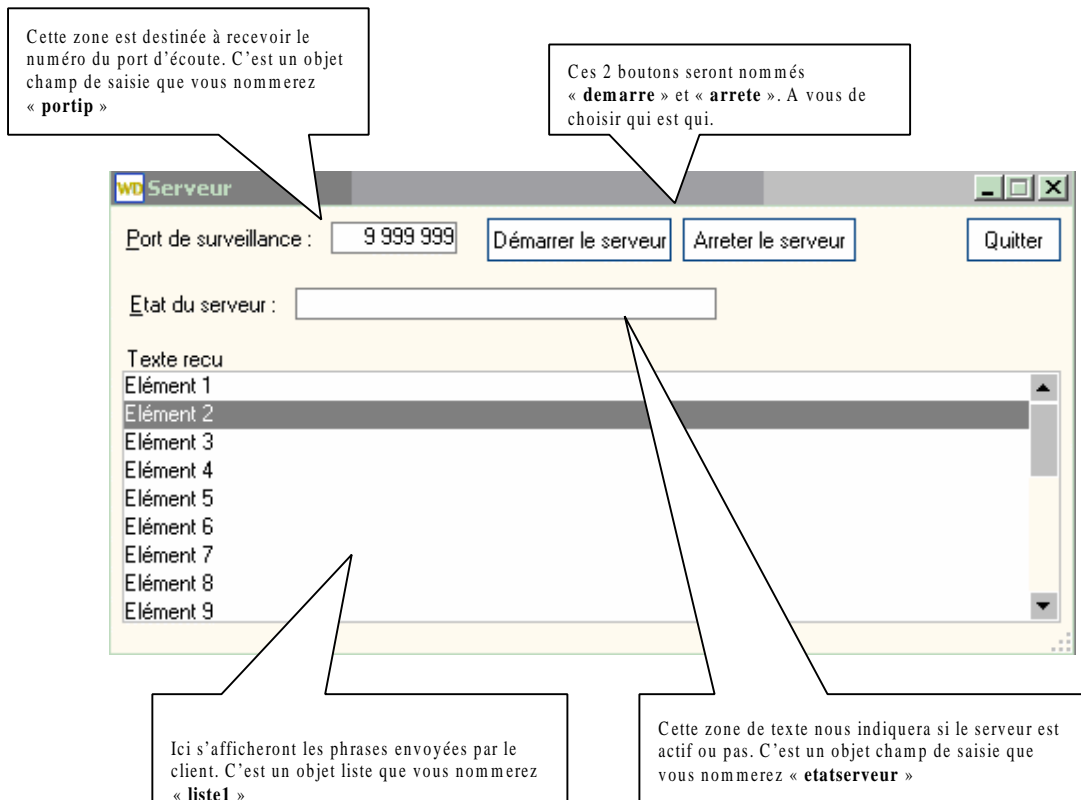 Cette zone est destinée à recevoir le
numéro du port d'écoute. C'est un objet
champ de saisie que vous nommerez
« portip »
Ces 2 boutons seront nommés
« demarre » et « arrete ». A vous de
choisir qui est qui.
WD Serveur
Port de surveillance : 9 999 999 Démarrer le serveur Arreter le serveur Quitter
Etat du serveur :
Texte recu
Elément 1
Elément 2
Elément 3
Elément 4
Elément 5
Elément 6
Elément 7
Elément 8
Elément 9
Ici s'afficheront les phrases envoyées par le
client. C'est un objet liste que vous nommerez
« liste1 »
Cette zone de texte nous indiquera si le serveur est
actif ou pas. C'est un objet champ de saisie que
vous nommerez « etatserveur »